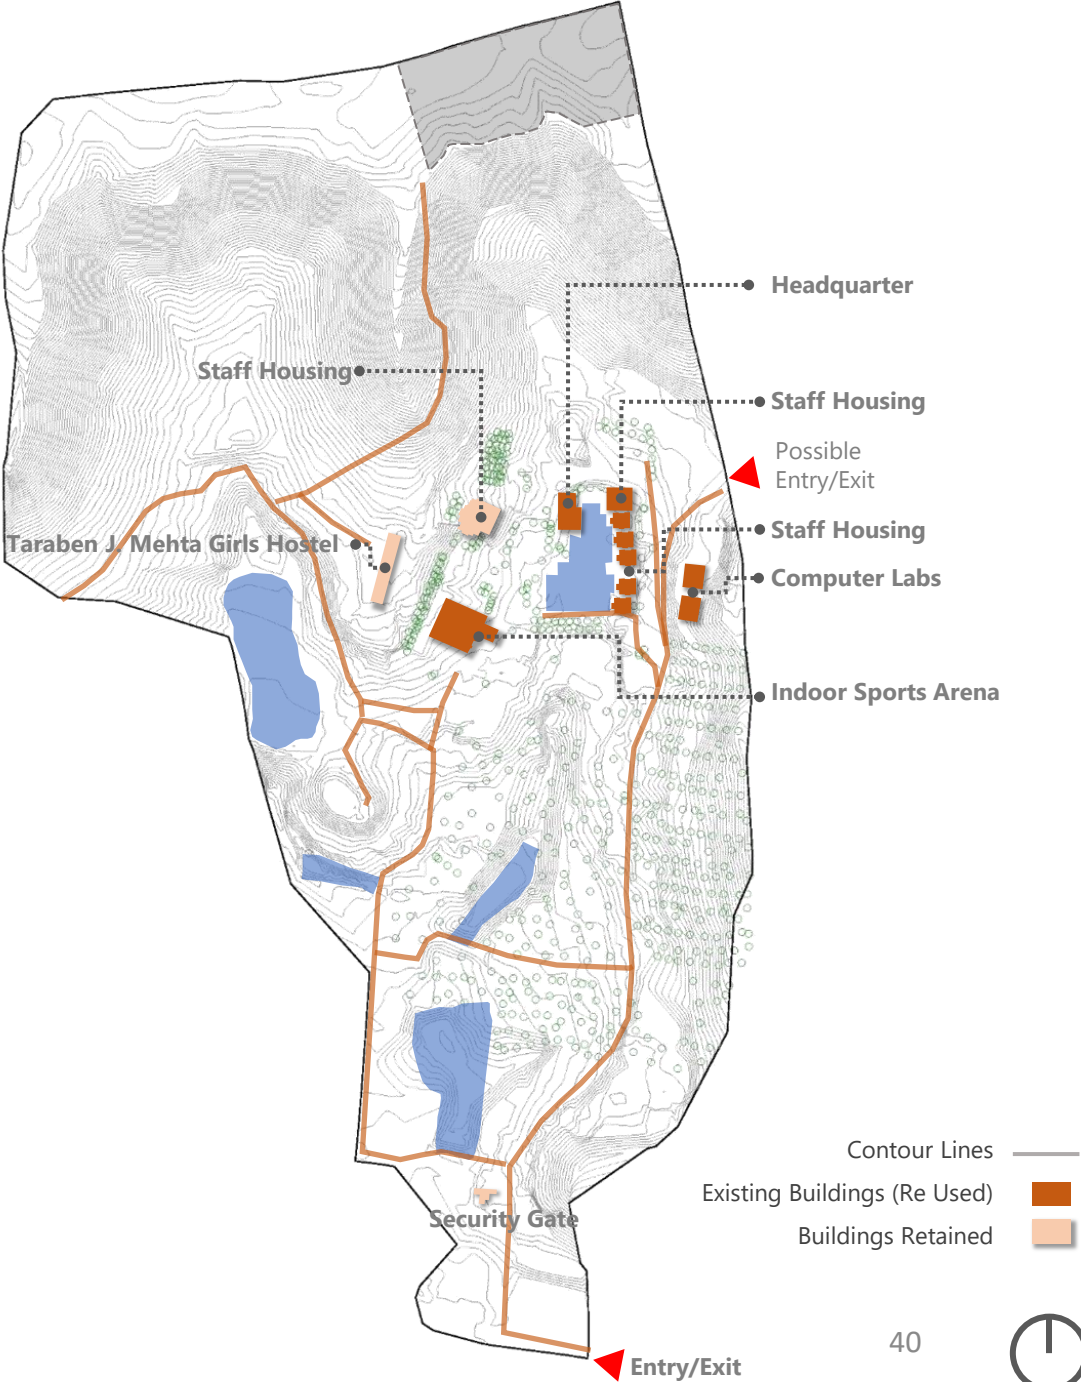 Headquarter
Staff Housing
Staff Housing
Possible
Entry/Exit
Staff Housing
Taraben J. Mehta Girls Hostel
Computer Labs
Indoor Sports Arena
Contour Lines
Existing Buildings (Re Used)
Security Gate
Buildings Retained
40
Entry/Exit